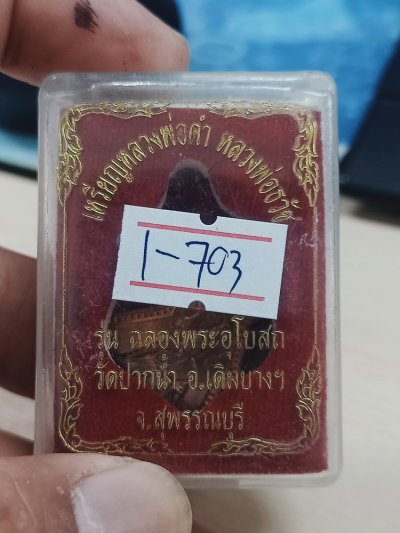 เหรียญหลวงพ่อดำ หลวงพ่อธวัช
1-703
รุ่น ฉลองพระอุโบสถ
วัดปากน้ำ อ.เดิมบางฯ
จ.สุพรรณบุรี